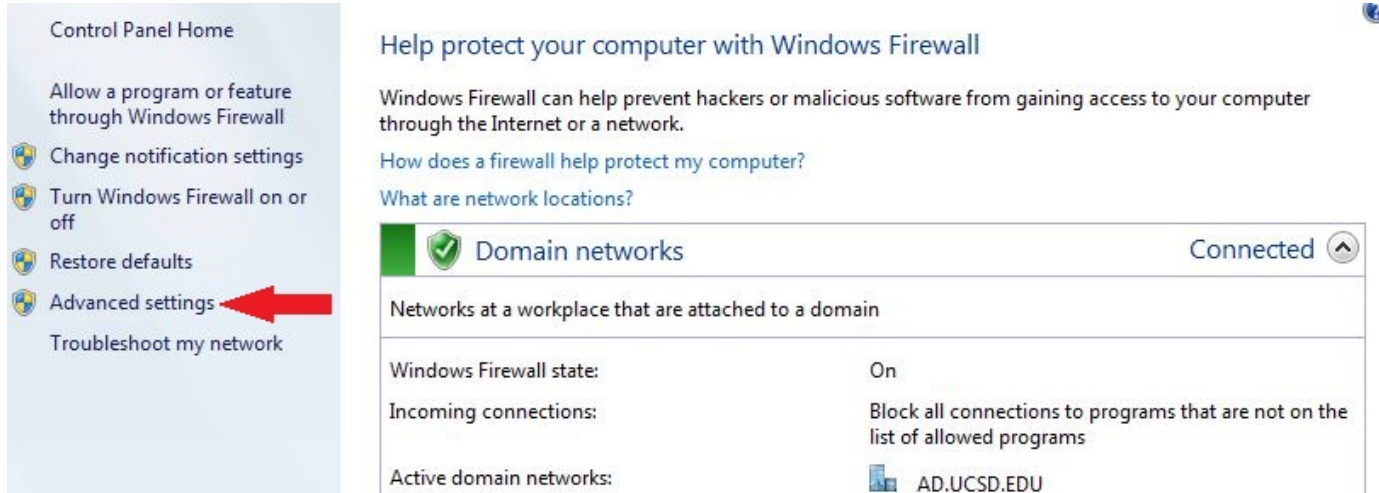 Control Panel Home
Allow a program or feature
through Windows Firewall
Change notification settings
Turn Windows Firewall on or
off
Restore defaults
Advanced settings
Troubleshoot my network
Help protect your computer with Windows Firewall
Windows Firewall can help prevent hackers or malicious software from gaining access to your computer
through the Internet or a network.
How does a firewall help protect my computer?
What are network locations?
Domain networks Connected
Networks at a workplace that are attached to a domain
Windows Firewall state: On
Incoming connections: Block all connections to programs that are not on the
list of allowed programs
Active domain networks: AD.UCSD.EDU